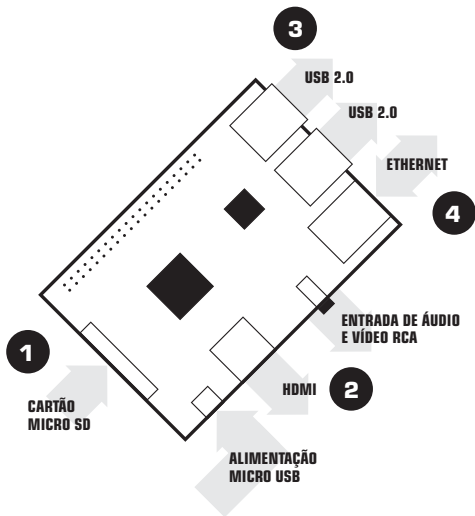 3
USB 2.0
USB 2.0
ETHERNET
4
ENTRADA DE ÁUDIO
E VÍDEO RCA
1
HDMI
2
CARTÃO
MICRO SD
ALIMENTAÇÃO
MICRO USB